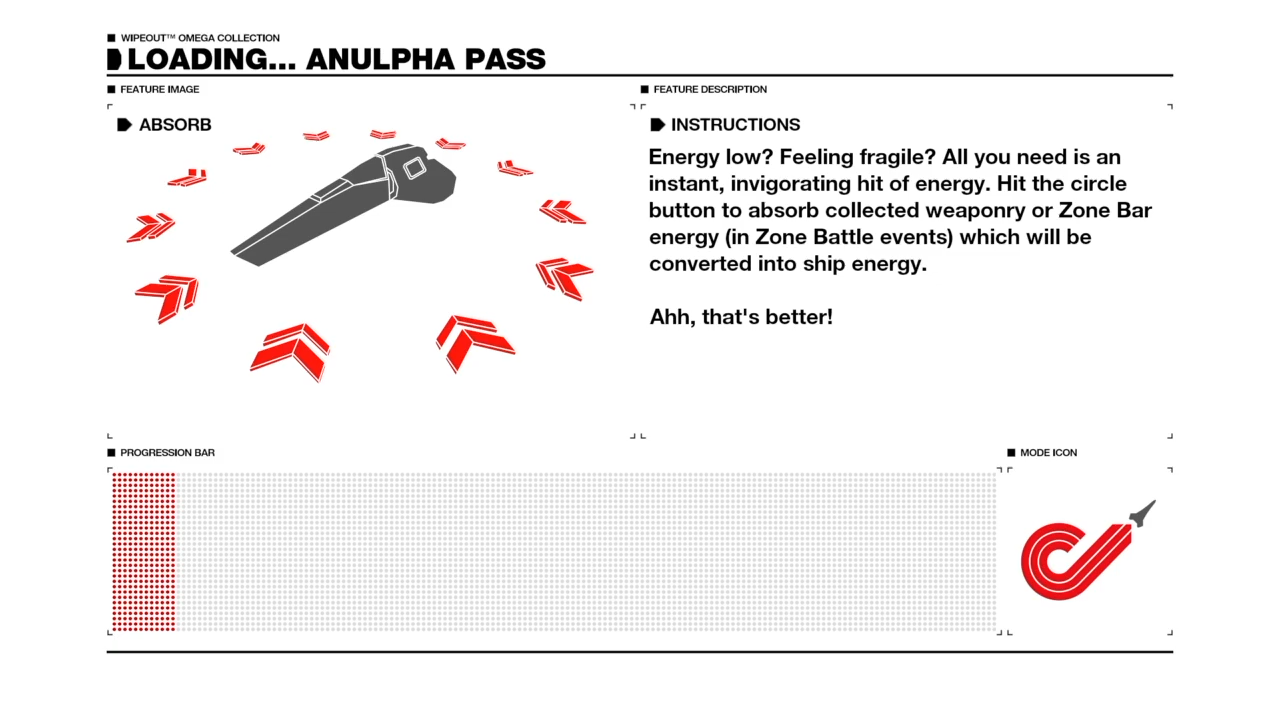 WIPEOUT™ OMEGA COLLECTION
LOADING... ANULPHA PASS
FEATURE IMAGE
ABSORB
FEATURE DESCRIPTION
INSTRUCTIONS
Energy low? Feeling fragile? All you need is an
instant, invigorating hit of energy. Hit the circle
button to absorb collected weaponry or Zone Bar
energy (in Zone Battle events) which will be
converted into ship energy.
Ahh, that's better!
PROGRESSION BAR
MODE ICON